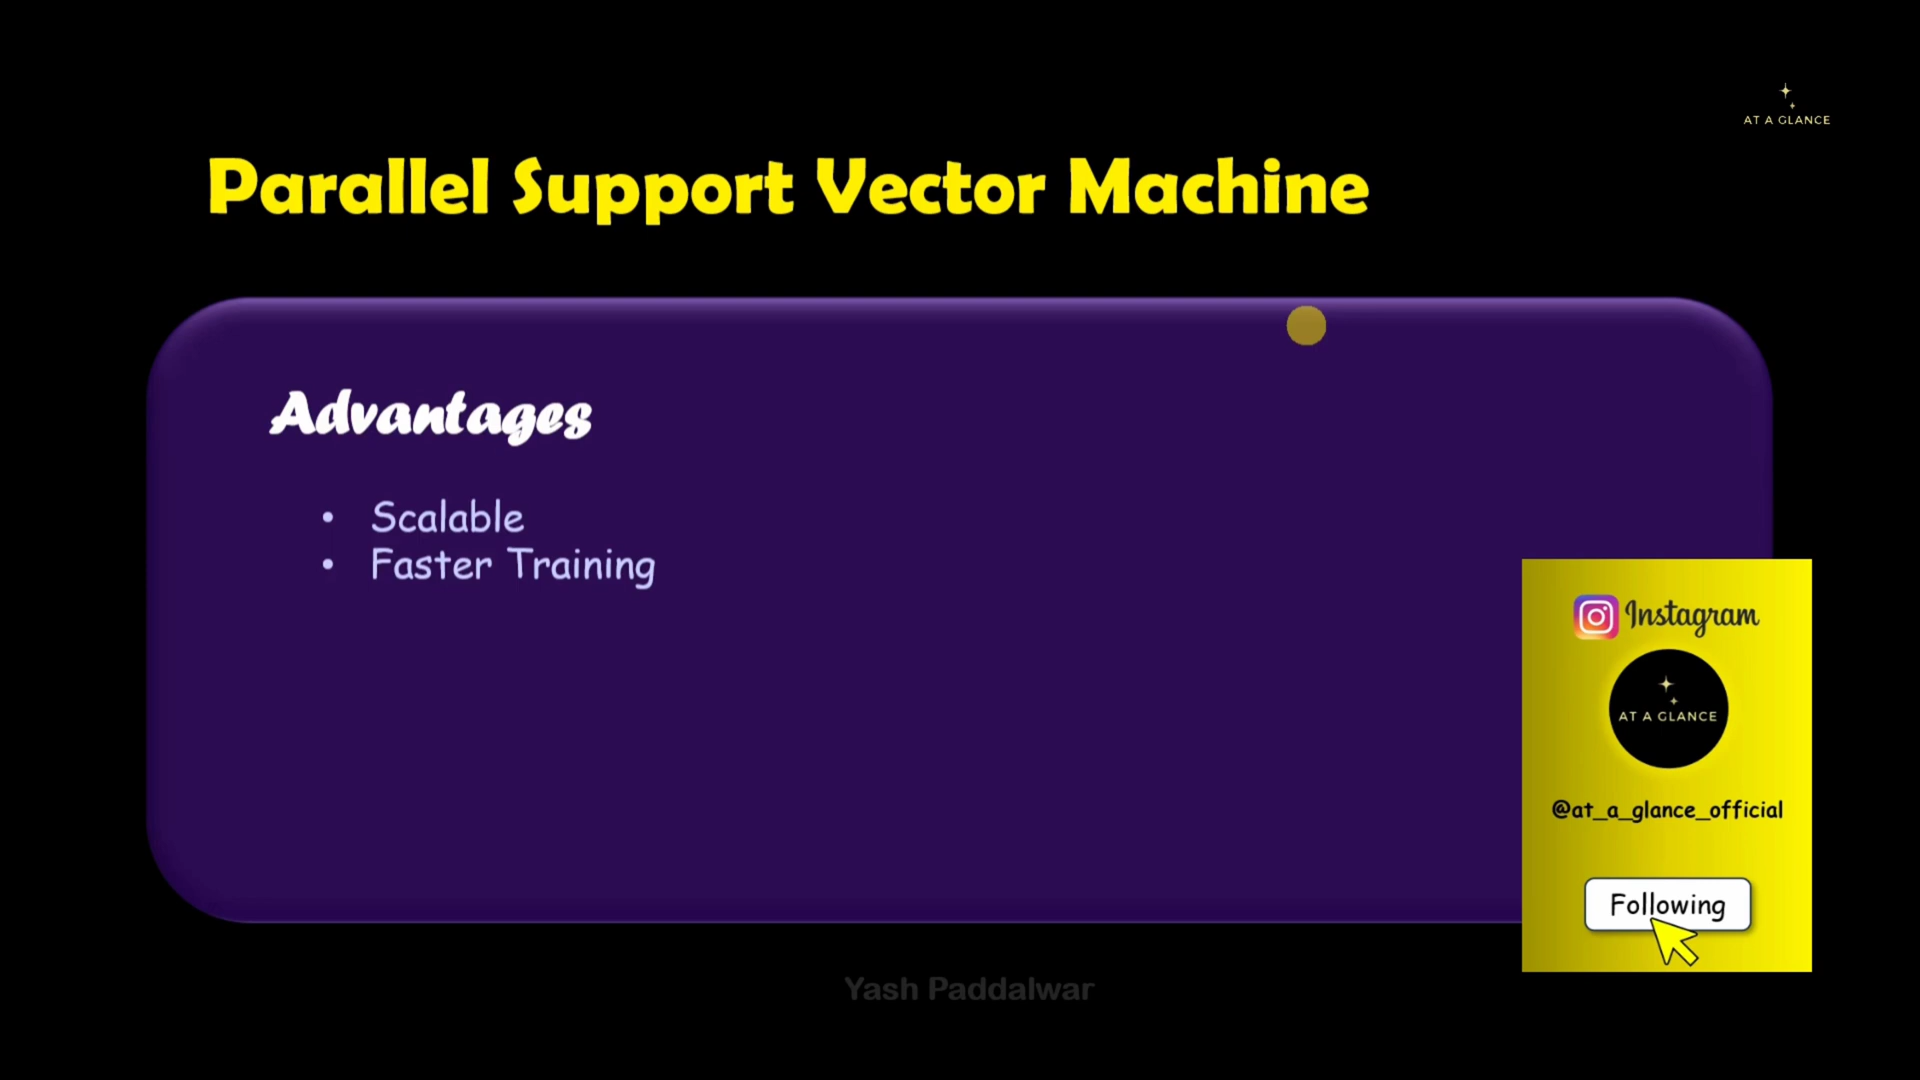 AT A GLANCE
Parallel Support Vector Machine
Advantages
• Scalable
• Faster Training
Instagram
AT A GLANCE
@at_a_glance_official
Following
Yash Paddalwar